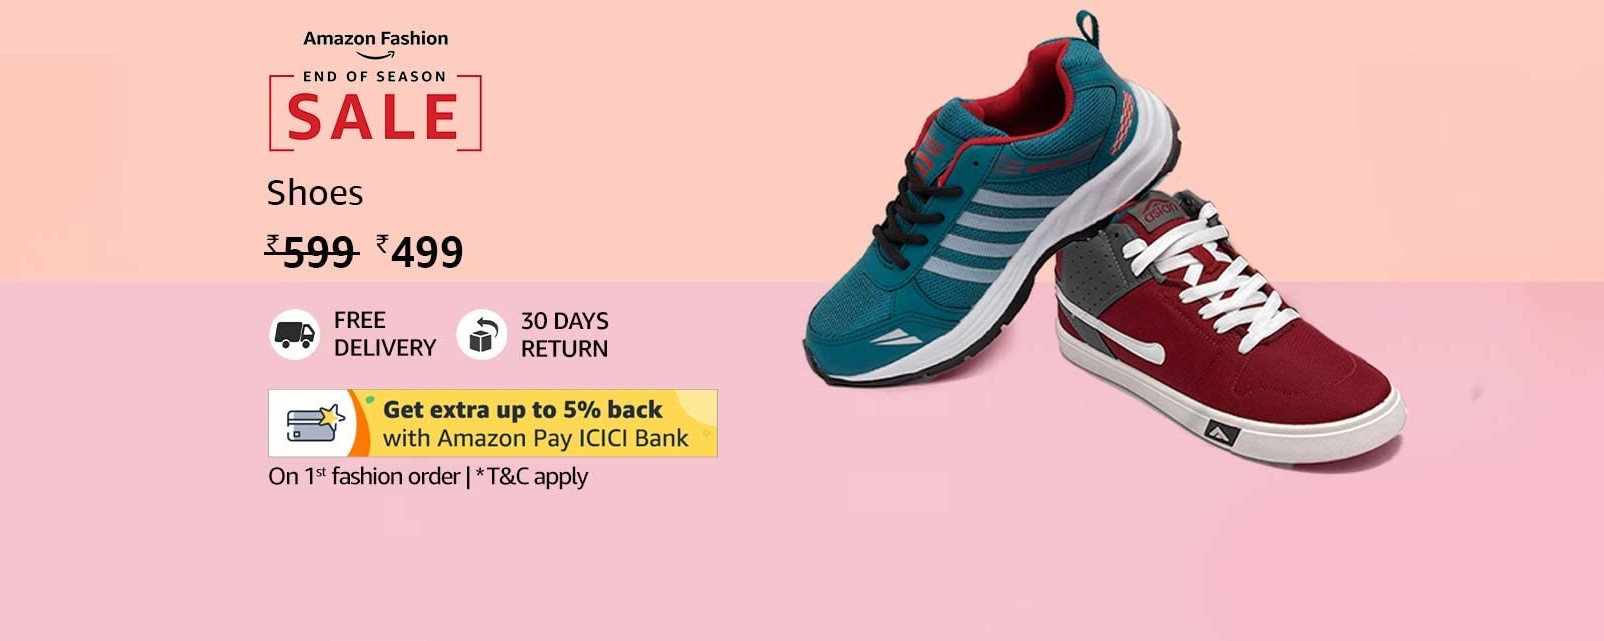 Amazon Fashion
END OF SEASON
SALE
Shoes
₹599 ₹499
FREE
DELIVERY
30 DAYS
RETURN
Get extra up to 5% back
with Amazon Pay ICICI Bank
On 1st fashion order | *T&C apply
asian